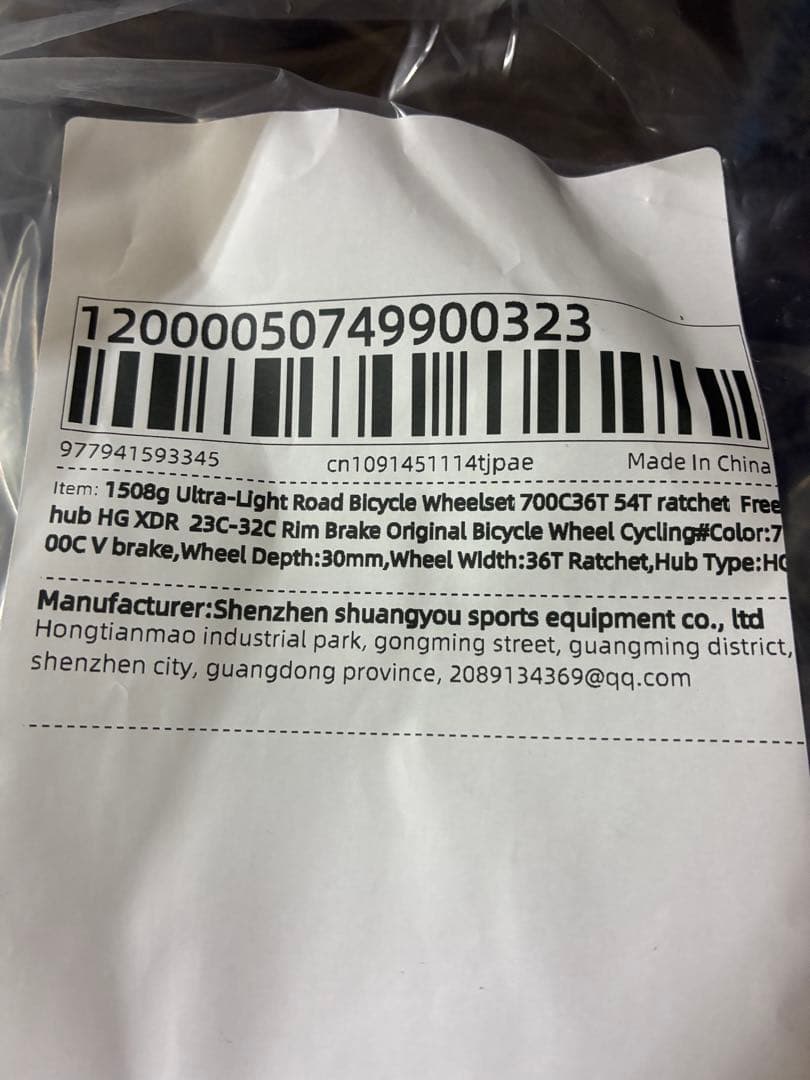 12000050749900323
977941593345 cn1091451114tjpae Made In China
Item: 1508g Ultra-Light Road Bicycle Wheelset 700C36T 54T ratchet Free
hub HG XDR 23C-32C Rim Brake Original Bicycle Wheel Cycling#Color:7
00C V brake,Wheel Depth:30mm,Wheel Width:36T Ratchet,Hub Type:HG
Manufacturer:Shenzhen shuangyou sports equipment co., ltd
Hongtianmao industrial park, gongming street, guangming district,
shenzhen city, guangdong province, 2089134369@qq.com